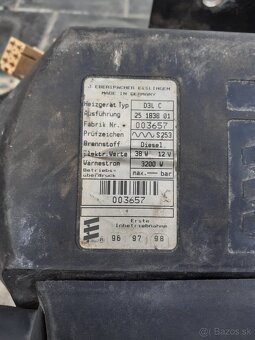 J.EBERSPÄCHER ESSLINGEN
MADE IN GERMANY
Heizgerät Typ D3L C
Ausführung 25 1838 01
Fabrik Nr. 003657
Prüfzeichen S253
Brennstoff Diesel
Elektr.Werte 38 W 12 V
Wärmestrom 3200 W
Betriebs-
überdruck max.-- bar
003657
Erste
Inbetriebnahme
® 96 97 98
bazos.sk